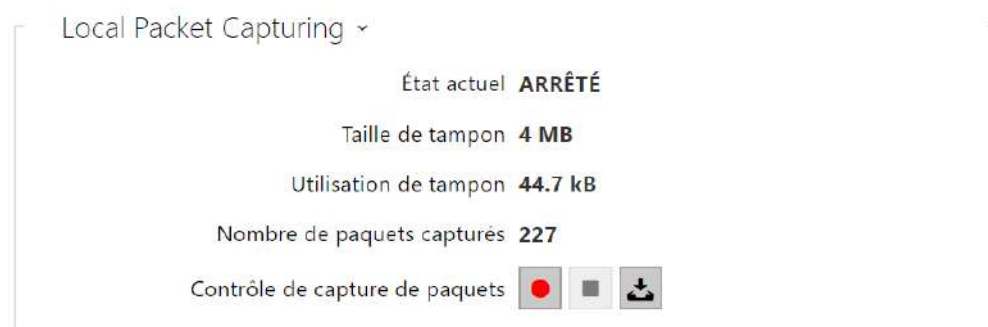 Local Packet Capturing
État actuel ARRÊTÉ
Taille de tampon 4 MB
Utilisation de tampon 44.7 kB
Nombre de paquets capturés 227
Contrôle de capture de paquets